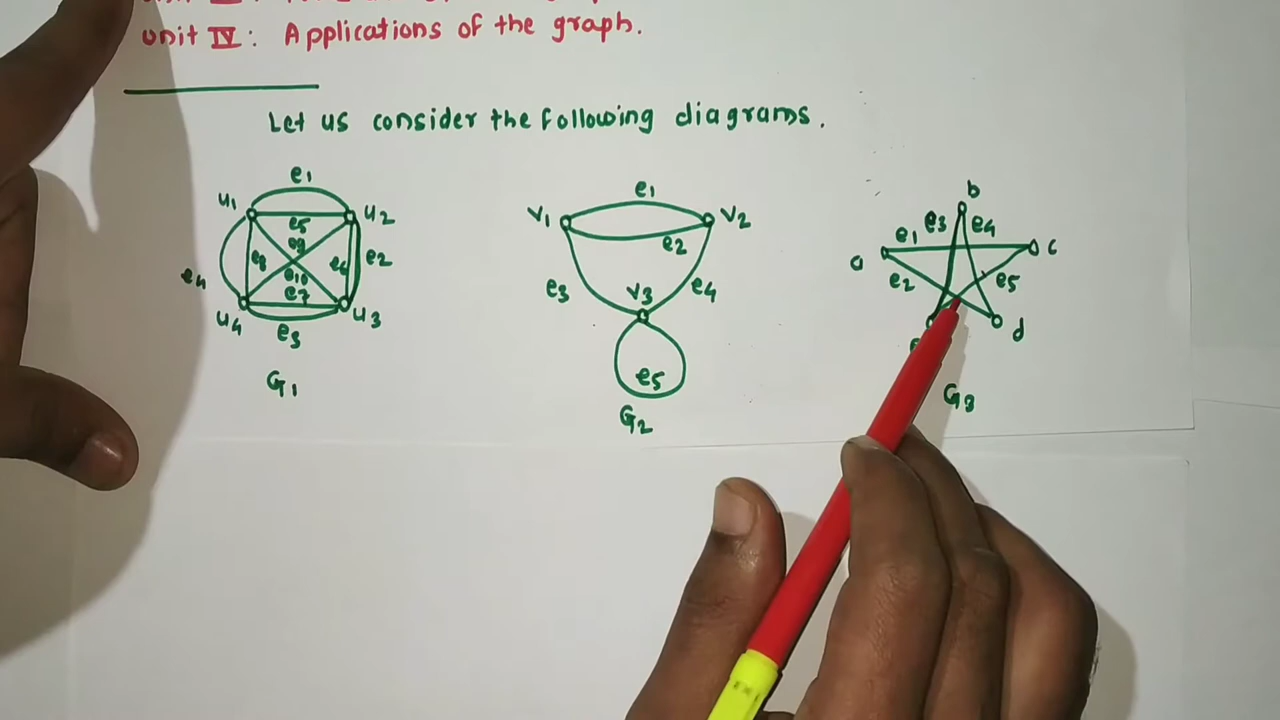 unit IV: Applications of the graph.
Let us consider the following diagrams.
e1
u1 u2
e5
e9
e8 e6 e2
e4 e10
e7
u4 u3
e3
G1
e1
v1 v2
e2
e3 v3 e4
e5
G2
b
e3 e4
e1
a c
e2 e5
d
G3